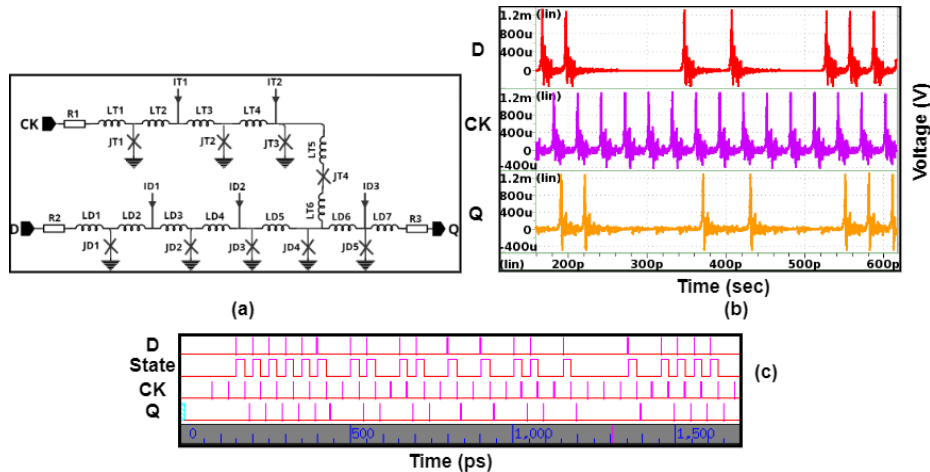 IT1 IT2
CK R1 LT1 LT2 LT3 LT4
JT1 JT2 JT3 LT5
JT4
ID1 ID2 ID3
LT6
D R2 LD1 LD2 LD3 LD4 LD5 LD6 LD7 R3 Q
JD1 JD2 JD3 JD4 JD5
(a)
D
1.2m (lin)
800u
400u
0
CK
1.2m (lin)
800u
400u
0
-400u
Q
1.2m (lin)
800u
400u
0
-400u
(lin) 200p 300p 400p 500p 600p
Time (sec)
Voltage (V)
(b)
D
State
CK
Q
0 500 1,000 1,500
Time (ps)
(c)